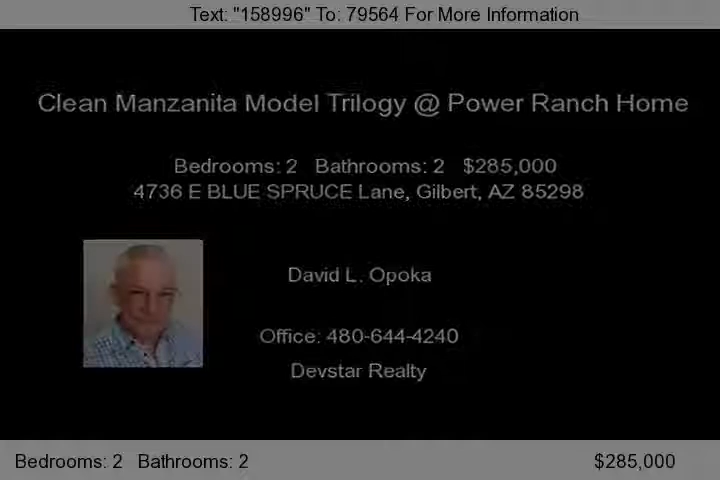 Text: "158996" To: 79564 For More Information
Clean Manzanita Model Trilogy @ Power Ranch Home
Bedrooms: 2 Bathrooms: 2 $285,000
4736 E BLUE SPRUCE Lane, Gilbert, AZ 85298
David L. Opoka
Office: 480-644-4240
Devstar Realty
Bedrooms: 2 Bathrooms: 2 $285,000